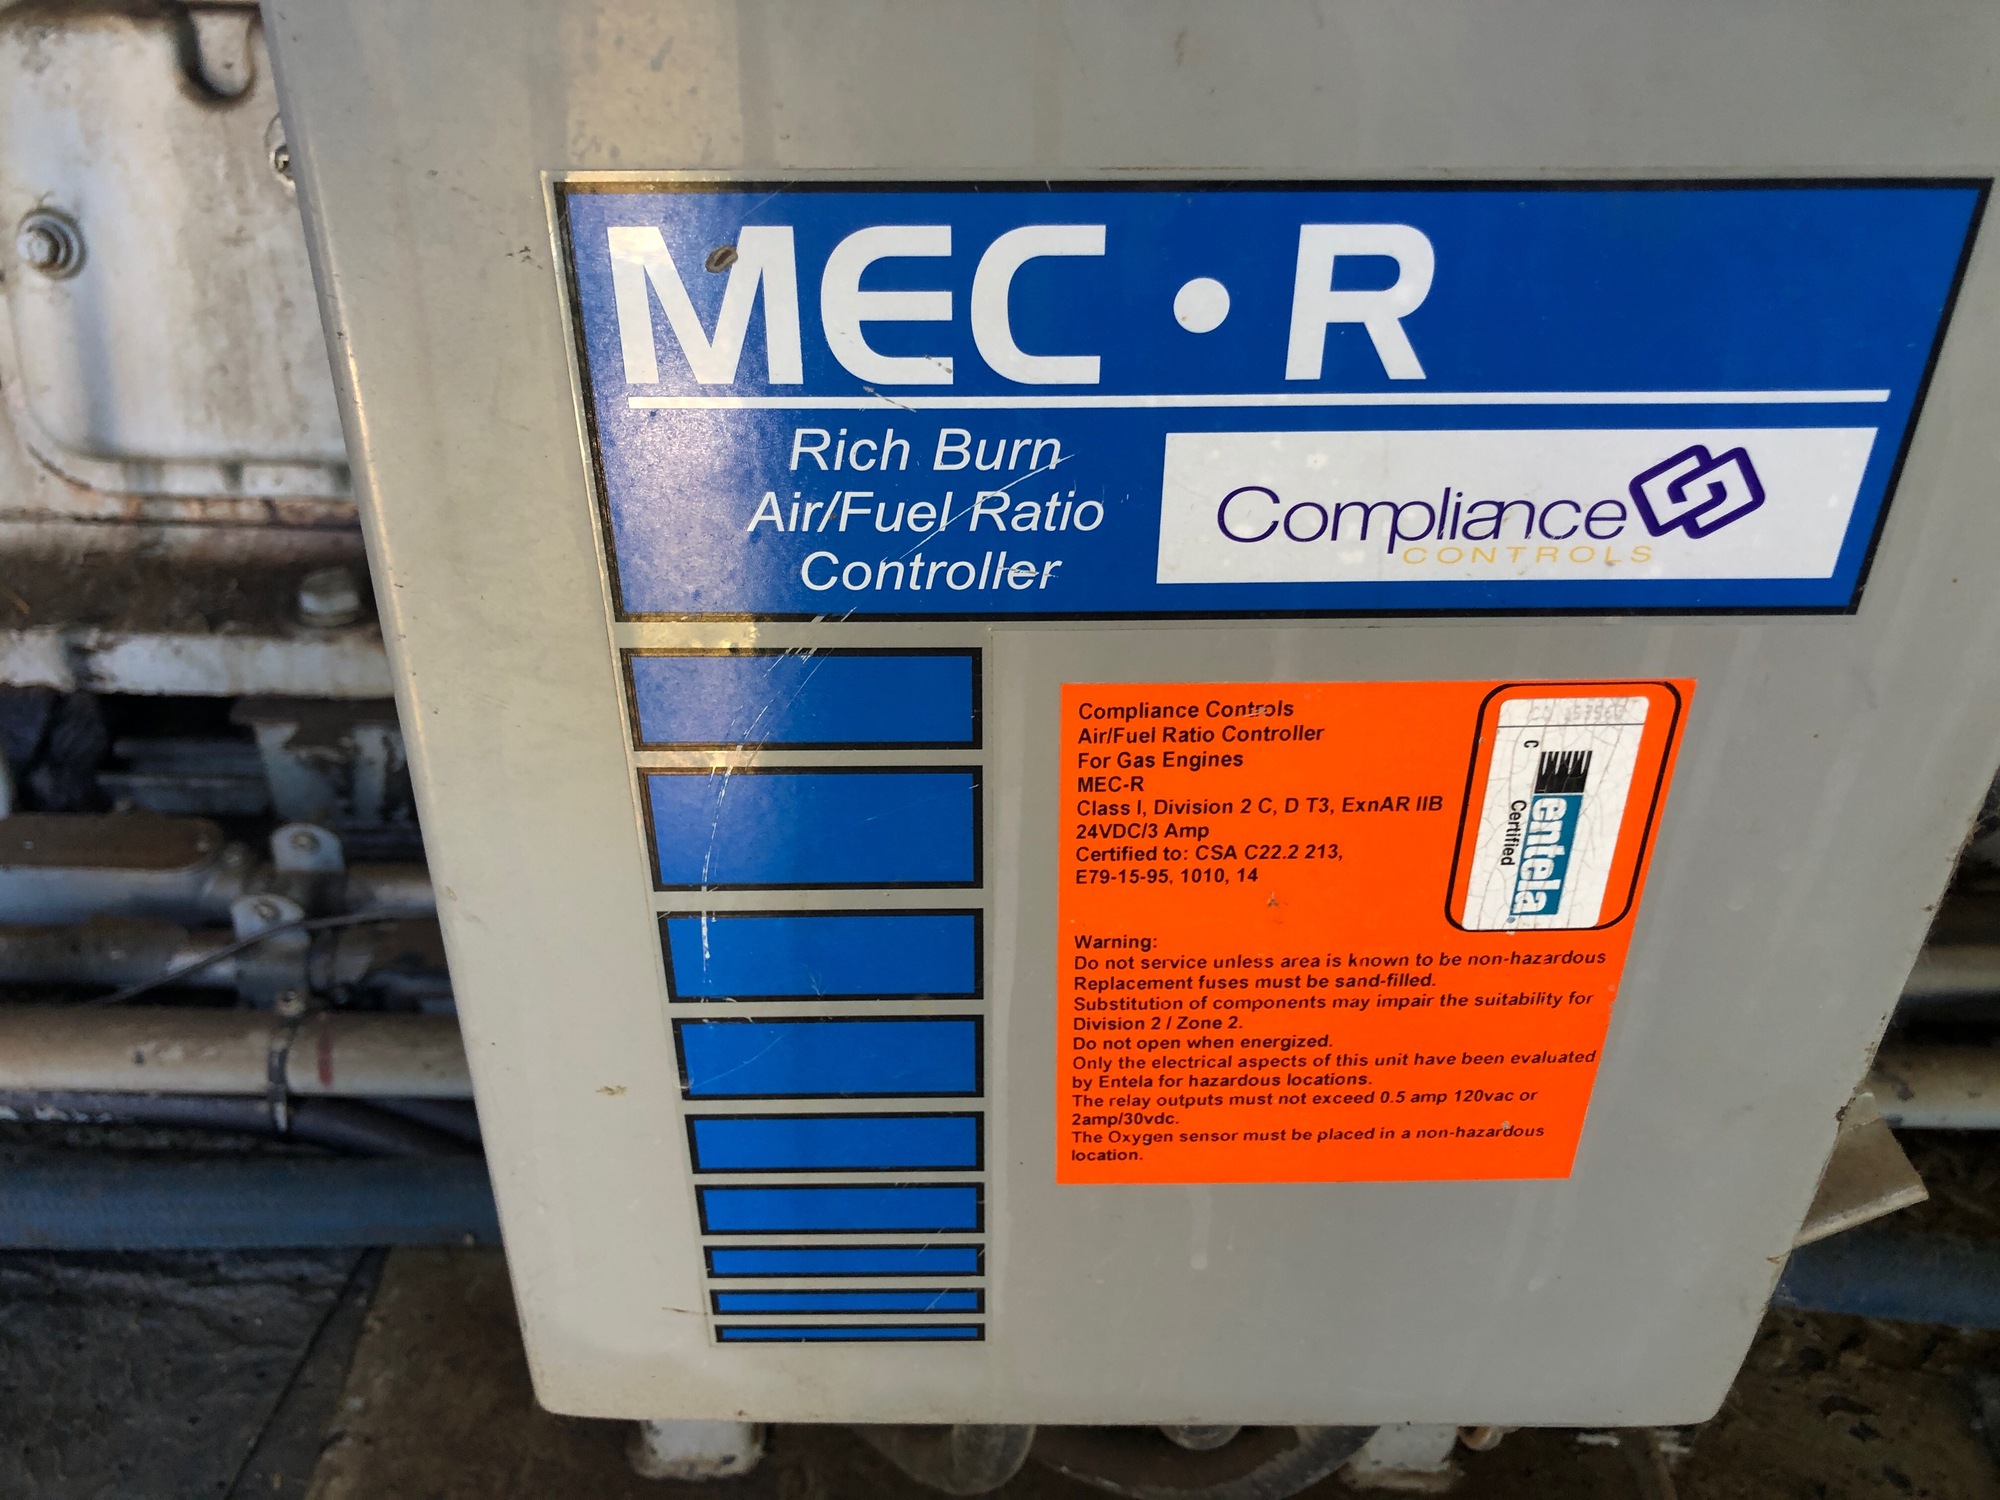 MEC • R
Rich Burn
Air/Fuel Ratio
Controller
Compliance
CONTROLS
Compliance Controls
Air/Fuel Ratio Controller
For Gas Engines
MEC-R
Class I, Division 2 C, D T3, ExnAR IIB
24VDC/3 Amp
Certified to: CSA C22.2 213,
E79-15-95, 1010, 14
C
entela
Certified
Warning:
Do not service unless area is known to be non-hazardous
Replacement fuses must be sand-filled.
Substitution of components may impair the suitability for
Division 2 / Zone 2.
Do not open when energized.
Only the electrical aspects of this unit have been evaluated
by Entela for hazardous locations.
The relay outputs must not exceed 0.5 amp 120vac or
2amp/30vdc.
The Oxygen sensor must be placed in a non-hazardous
location.